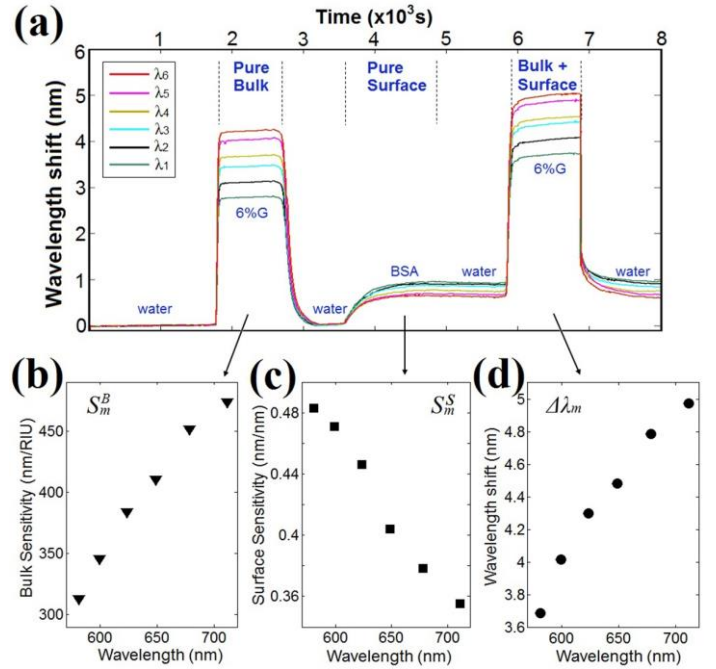 (a)
Time (x10³s)
1 2 3 4 5 6 7 8
Wavelength shift (nm)
6
5
4
3
2
1
0
λ6
λ5
λ4
λ3
λ2
λ1
Pure
Bulk
Pure
Surface
Bulk +
Surface
6%G
6%G
water
water
BSA
water
water
(b)
S_m^B
Bulk Sensitivity (nm/RIU)
450
400
350
300
600 650 700
Wavelength (nm)
(c)
S_m^S
Surface Sensitivity (nm/nm)
0.48
0.44
0.4
0.36
600 650 700
Wavelength (nm)
(d)
Δλm
Wavelength shift (nm)
5
4.8
4.6
4.4
4.2
4
3.8
3.6
600 650 700
Wavelength (nm)